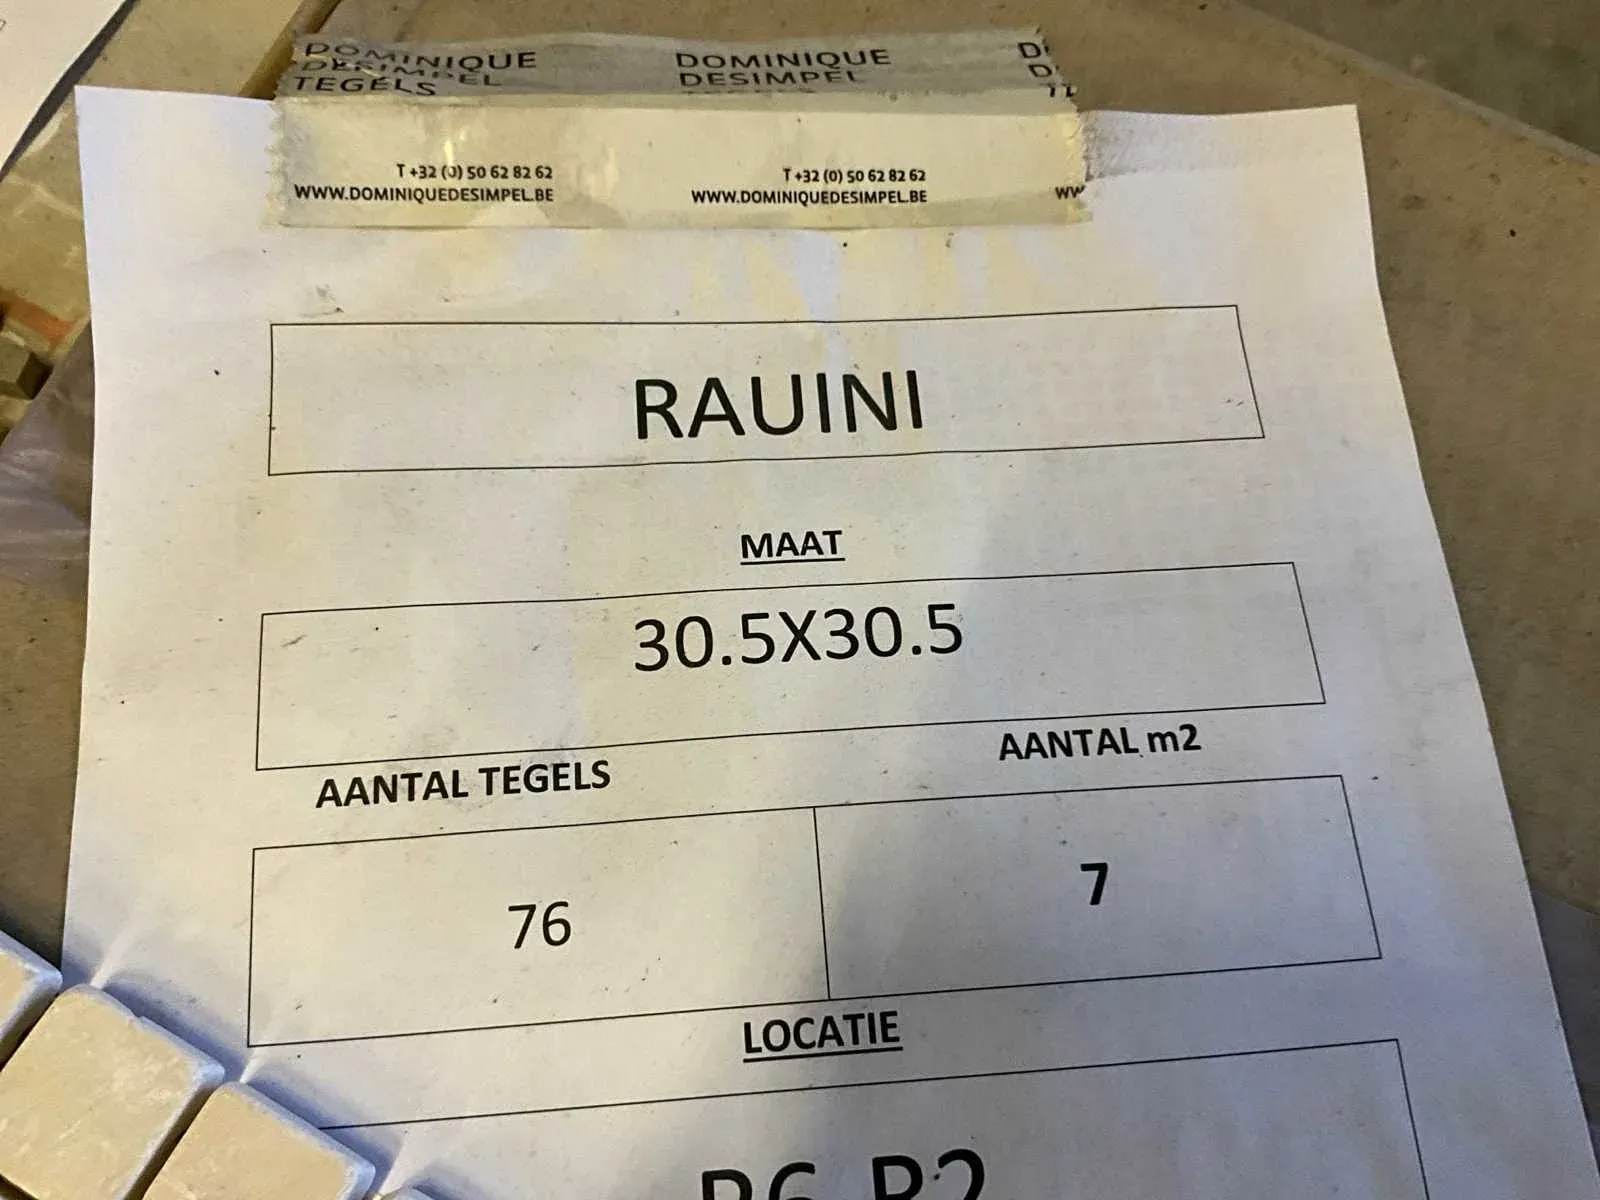 DOMINIQUE DOMINIQUE
DESIMPEL DESIMPEL
TEGELS
T +32 (0) 50 62 82 62 T +32 (0) 50 62 82 62
WWW.DOMINIQUEDESIMPEL.BE WWW.DOMINIQUEDESIMPEL.BE WW
RAUINI
MAAT
30.5X30.5
AANTAL TEGELS AANTAL m2
76 7
LOCATIE